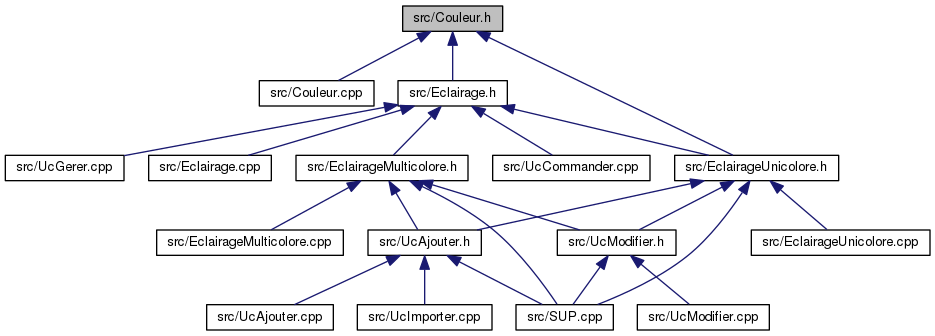 src/Couleur.h
src/Couleur.cpp
src/Eclairage.h
src/UcGerer.cpp
src/Eclairage.cpp
src/EclairageMulticolore.h
src/UcCommander.cpp
src/EclairageUnicolore.h
src/EclairageMulticolore.cpp
src/UcAjouter.h
src/UcModifier.h
src/EclairageUnicolore.cpp
src/UcAjouter.cpp
src/UcImporter.cpp
src/SUP.cpp
src/UcModifier.cpp